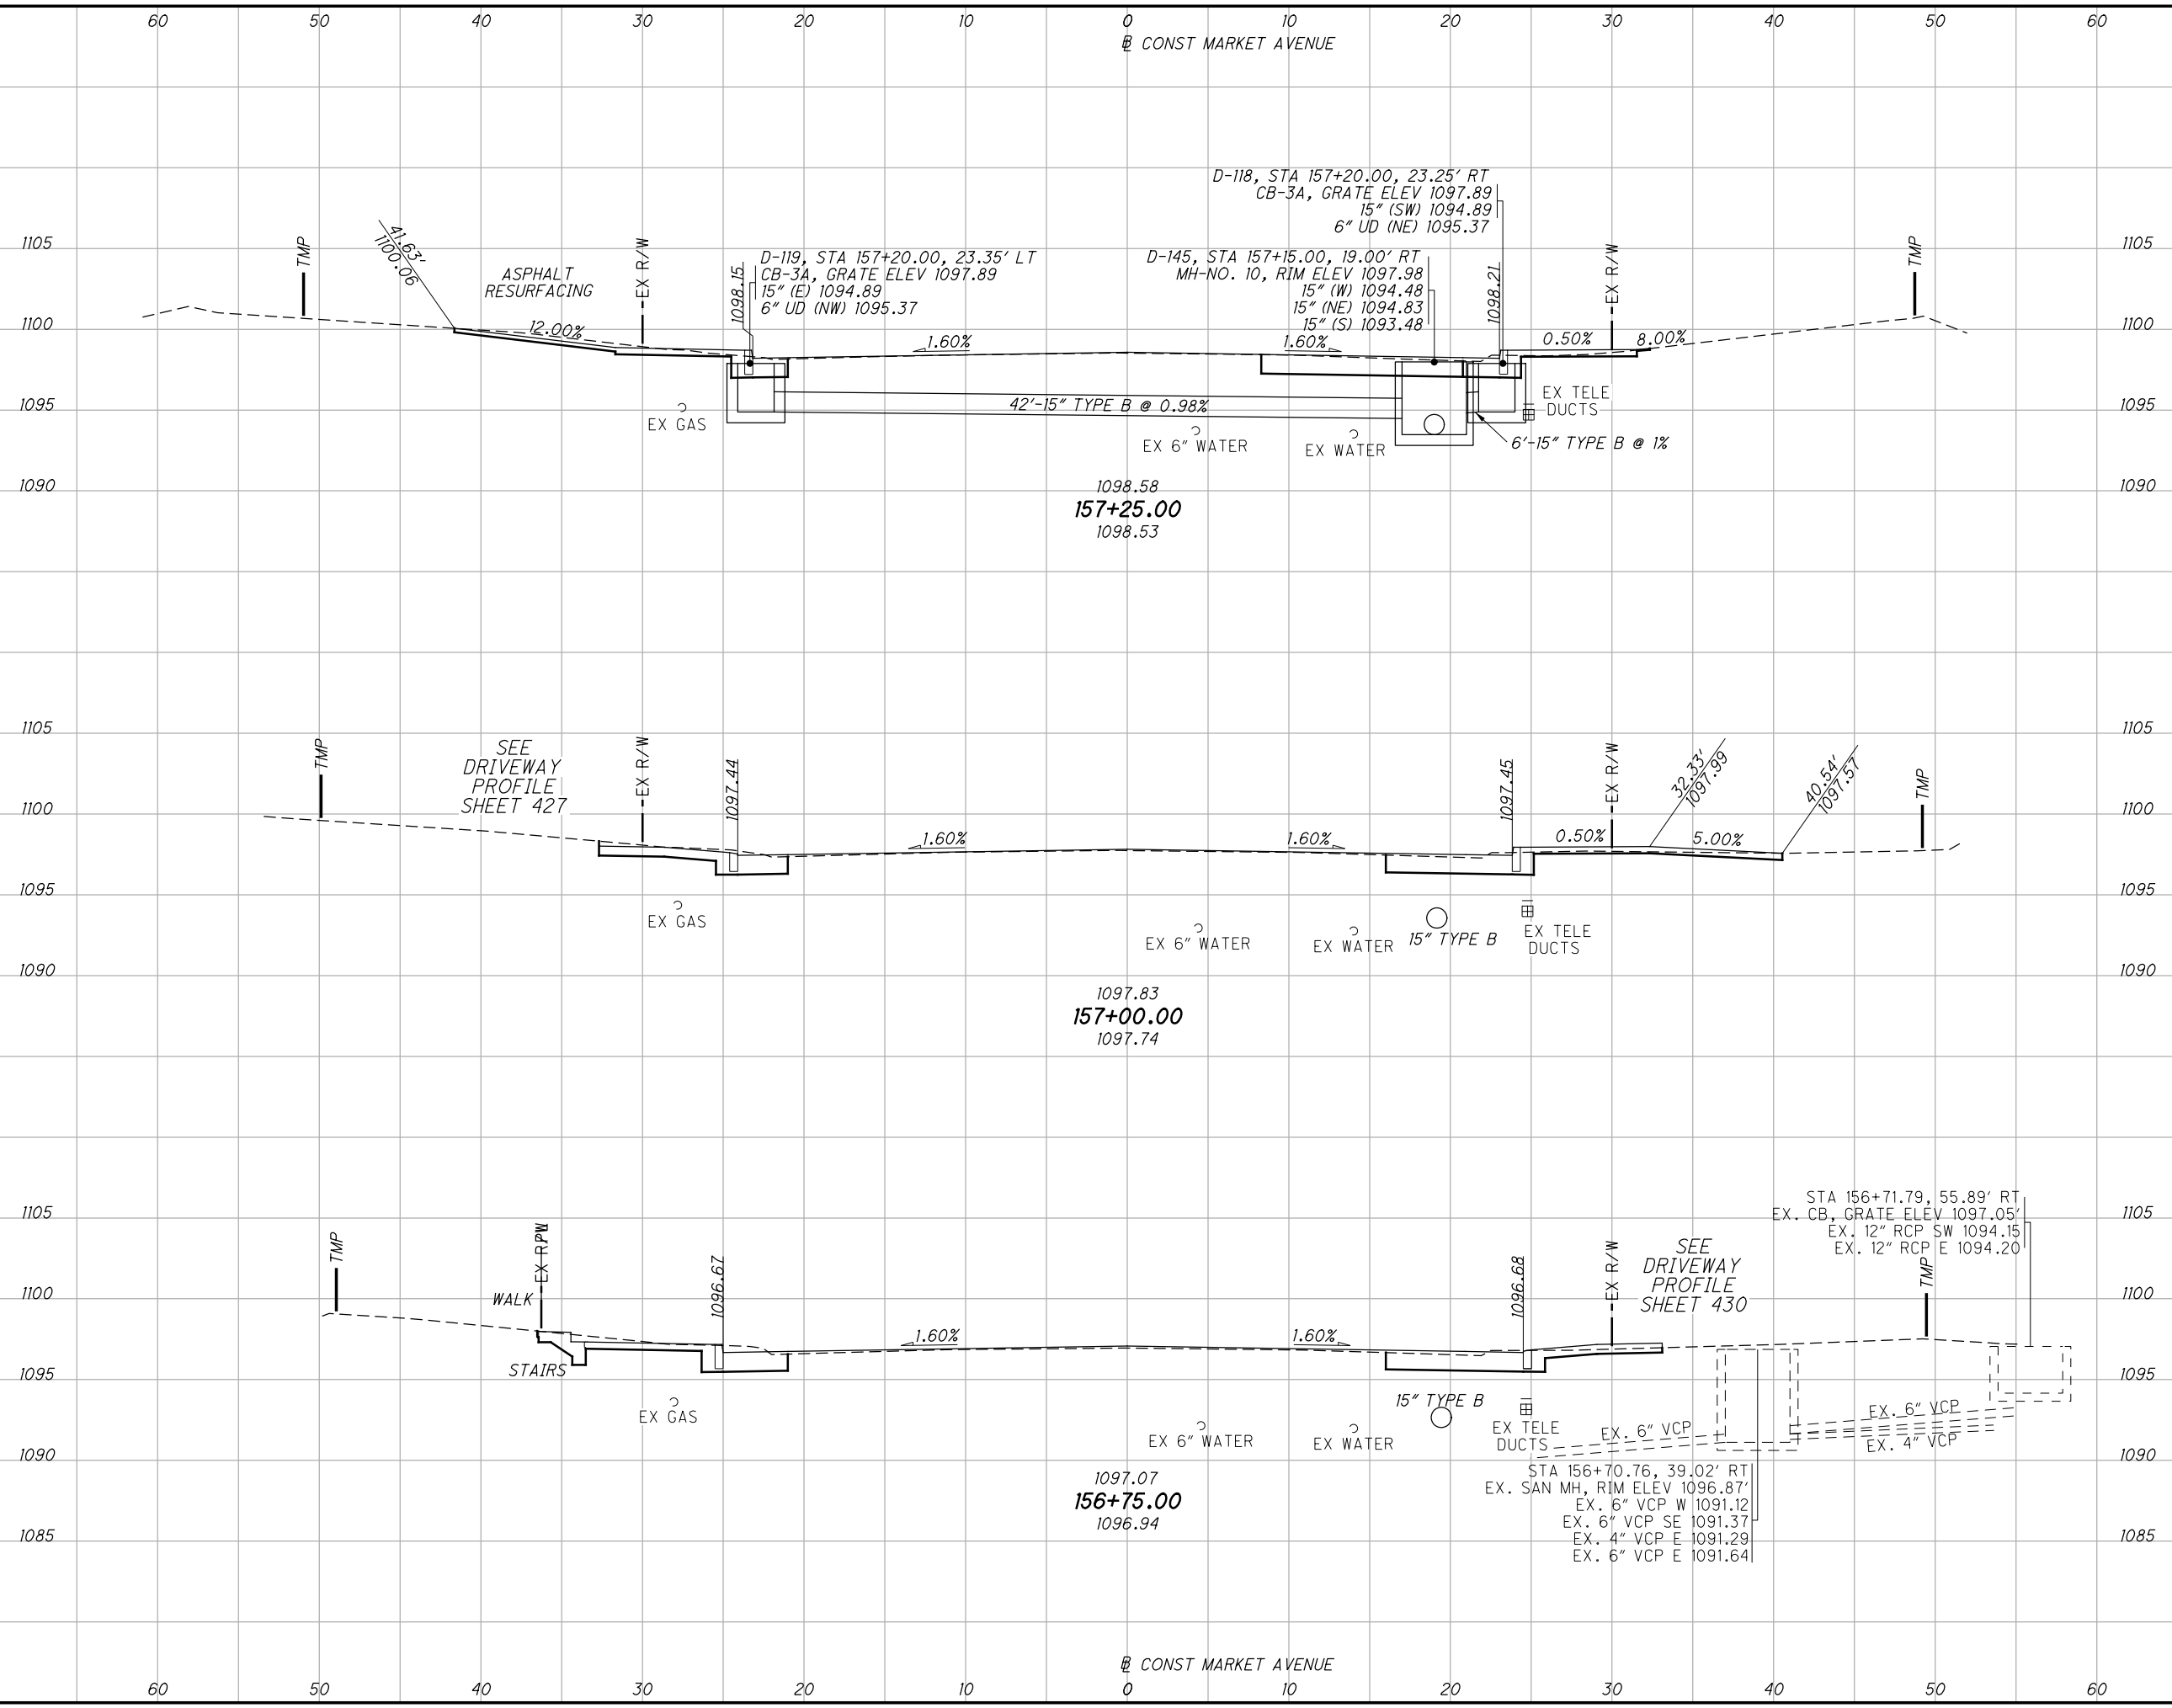 60 50 40 30 20 10 0 10 20 30 40 50 60
℄ CONST MARKET AVENUE
D-118, STA 157+20.00, 23.25' RT
CB-3A, GRATE ELEV 1097.89
15" (SW) 1094.89
6" UD (NE) 1095.37
1105
TMP
41.63'
1100.06
ASPHALT
RESURFACING
EX R/W
1098.15
D-119, STA 157+20.00, 23.35' LT
CB-3A, GRATE ELEV 1097.89
15" (E) 1094.89
6" UD (NW) 1095.37
D-145, STA 157+15.00, 19.00' RT
MH-NO. 10, RIM ELEV 1097.98
15" (W) 1094.48
15" (NE) 1094.83
15" (S) 1093.48
1098.21
EX R/W
TMP
1105
1100
12.00%
1.60%
1.60%
0.50%
8.00%
1100
1095
EX GAS
42'-15" TYPE B @ 0.98%
EX 6" WATER
EX WATER
EX TELE
DUCTS
6'-15" TYPE B @ 1%
1095
1090
1098.58
157+25.00
1098.53
1090
1105
TMP
SEE
DRIVEWAY
PROFILE
SHEET 427
EX R/W
1097.44
1097.45
EX R/W
32.33'
1097.99
40.54'
1097.57
TMP
1105
1100
1.60%
1.60%
0.50%
5.00%
1100
1095
EX GAS
EX 6" WATER
EX WATER
15" TYPE B
EX TELE
DUCTS
1095
1090
1097.83
157+00.00
1097.74
1090
STA 156+71.79, 55.89' RT
EX. CB, GRATE ELEV 1097.05'
EX. 12" RCP SW 1094.15
EX. 12" RCP E 1094.20
1105
TMP
WALK
1096.67
1096.68
EX R/W
SEE
DRIVEWAY
PROFILE
SHEET 430
TMP
1105
1100
1.60%
1.60%
1100
STAIRS
1095
EX GAS
EX 6" WATER
EX WATER
15" TYPE B
EX TELE
DUCTS
EX. 6" VCP
EX. 6" VCP
EX. 4" VCP
1095
1090
1097.07
156+75.00
1096.94
STA 156+70.76, 39.02' RT
EX. SAN MH, RIM ELEV 1096.87'
EX. 6" VCP W 1091.12
EX. 6" VCP SE 1091.37
EX. 4" VCP E 1091.29
EX. 6" VCP E 1091.64
1090
1085
1085
℄ CONST MARKET AVENUE
60 50 40 30 20 10 0 10 20 30 40 50 60